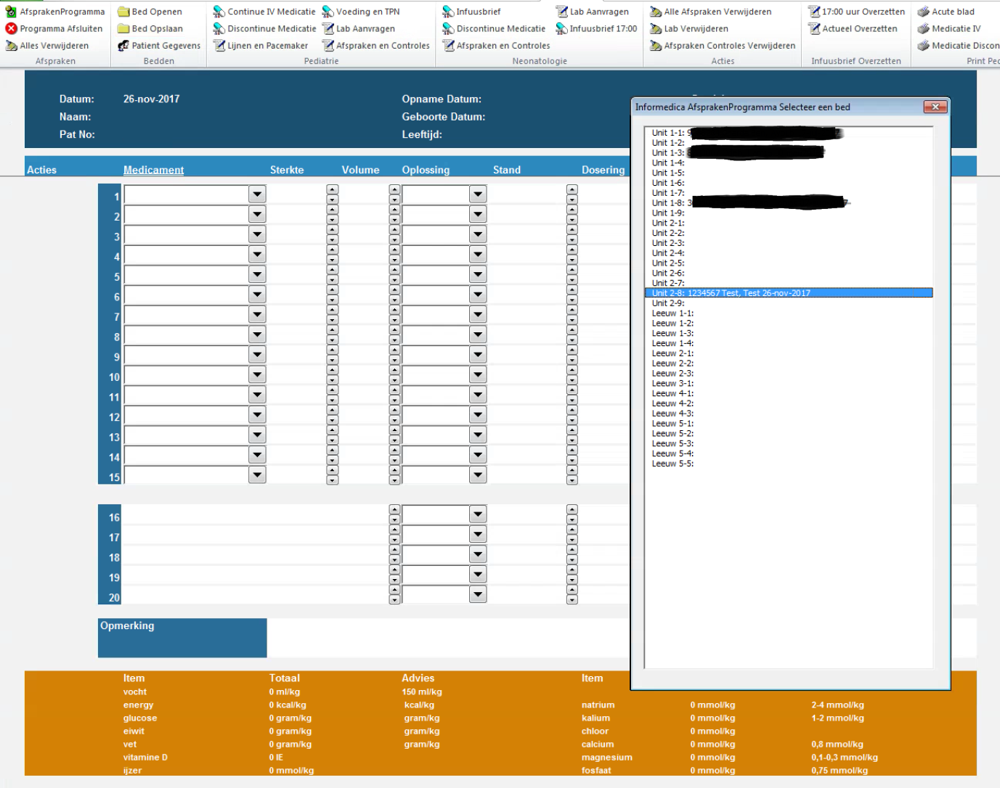 AfsprakenProgramma Bed Openen Continue IV Medicatie Voeding en TPN Infuusbrief Lab Aanvragen Alle Afspraken Verwijderen 17:00 uur Overzetten Acute blad
Programma Afsluiten Bed Opslaan Discontinue Medicatie Lab Aanvragen Discontinue Medicatie Infuusbrief 17:00 Lab Verwijderen Actueel Overzetten Medicatie IV
Alles Verwijderen Patient Gegevens Lijnen en Pacemaker Afspraken en Controles Afspraken en Controles Afspraken Controles Verwijderen Medicatie Discon
Afspraken Bedden Pediatrie Neonatologie Acties Infuusbrief Overzetten Print Pec
Datum: 26-nov-2017 Opname Datum:
Naam: Geboorte Datum:
Pat No: Leeftijd:
Acties Medicament Sterkte Volume Oplossing Stand Dosering
1
2
3
4
5
6
7
8
9
10
11
12
13
14
15
16
17
18
19
20
Opmerking
Informedica AfsprakenProgramma Selecteer een bed
Unit 1-1: 9
Unit 1-2:
Unit 1-3:
Unit 1-4:
Unit 1-5:
Unit 1-6:
Unit 1-7:
Unit 1-8: 3
Unit 1-9:
Unit 2-1:
Unit 2-2:
Unit 2-3:
Unit 2-4:
Unit 2-5:
Unit 2-6:
Unit 2-7:
Unit 2-8: 1234567 Test, Test 26-nov-2017
Unit 2-9:
Leeuw 1-1:
Leeuw 1-2:
Leeuw 1-3:
Leeuw 1-4:
Leeuw 2-1:
Leeuw 2-2:
Leeuw 2-3:
Leeuw 3-1:
Leeuw 4-1:
Leeuw 4-2:
Leeuw 4-3:
Leeuw 5-1:
Leeuw 5-2:
Leeuw 5-3:
Leeuw 5-4:
Leeuw 5-5:
Item Totaal Advies Item
vocht 0 ml/kg 150 ml/kg
energy 0 kcal/kg kcal/kg natrium 0 mmol/kg 2-4 mmol/kg
glucose 0 gram/kg gram/kg kalium 0 mmol/kg 1-2 mmol/kg
eiwit 0 gram/kg gram/kg chloor 0 mmol/kg
vet 0 gram/kg gram/kg calcium 0 mmol/kg 0,8 mmol/kg
vitamine D 0 IE magnesium 0 mmol/kg 0,1-0,3 mmol/kg
ijzer 0 mmol/kg fosfaat 0 mmol/kg 0,75 mmol/kg